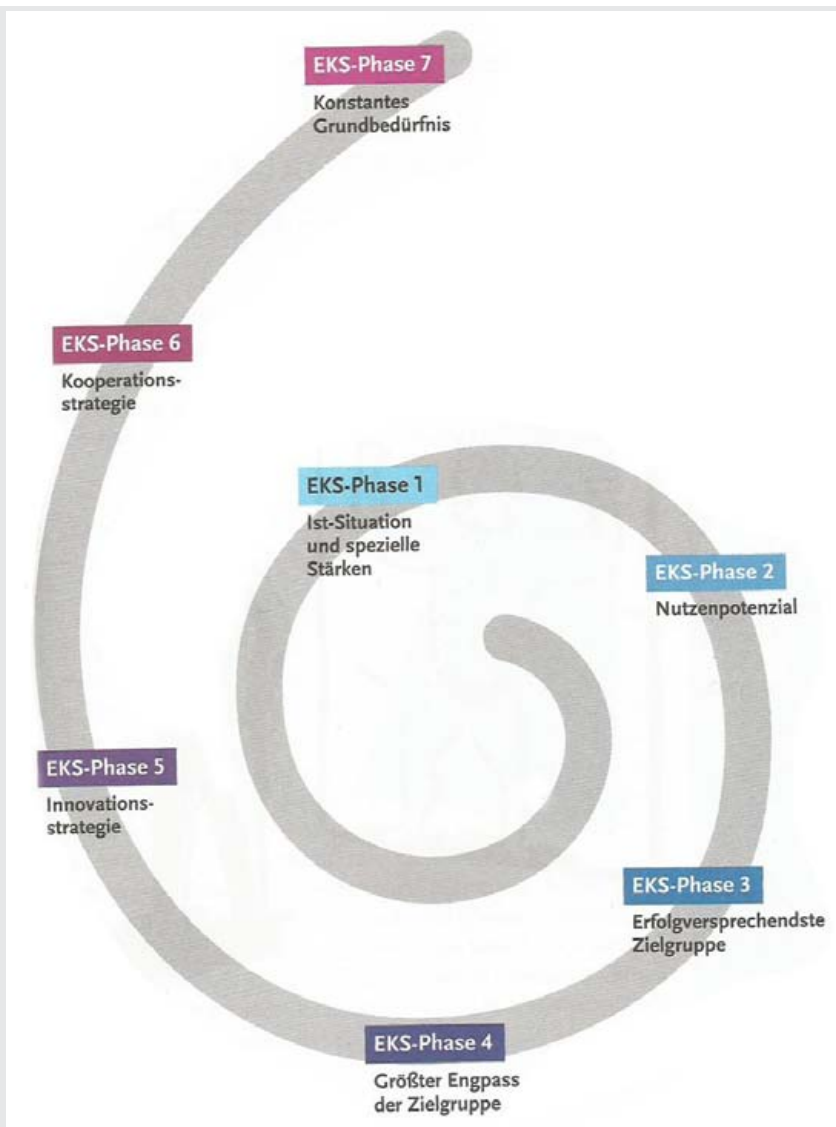 EKS-Phase 7
Konstantes
Grundbedürfnis
EKS-Phase 6
Kooperations-
strategie
EKS-Phase 1
Ist-Situation
und spezielle
Stärken
EKS-Phase 2
Nutzenpotenzial
EKS-Phase 5
Innovations-
strategie
EKS-Phase 3
Erfolgversprechendste
Zielgruppe
EKS-Phase 4
Größter Engpass
der Zielgruppe